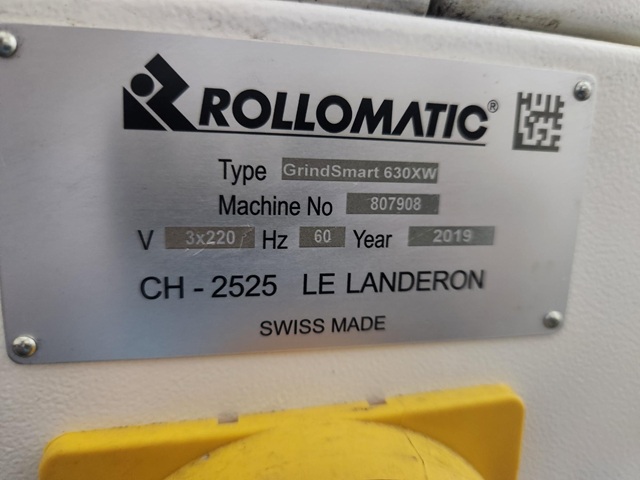 ROLLOMATIC®
Type GrindSmart 630XW
Machine No 807908
V 3x220 Hz 60 Year 2019
CH - 2525 LE LANDERON
SWISS MADE